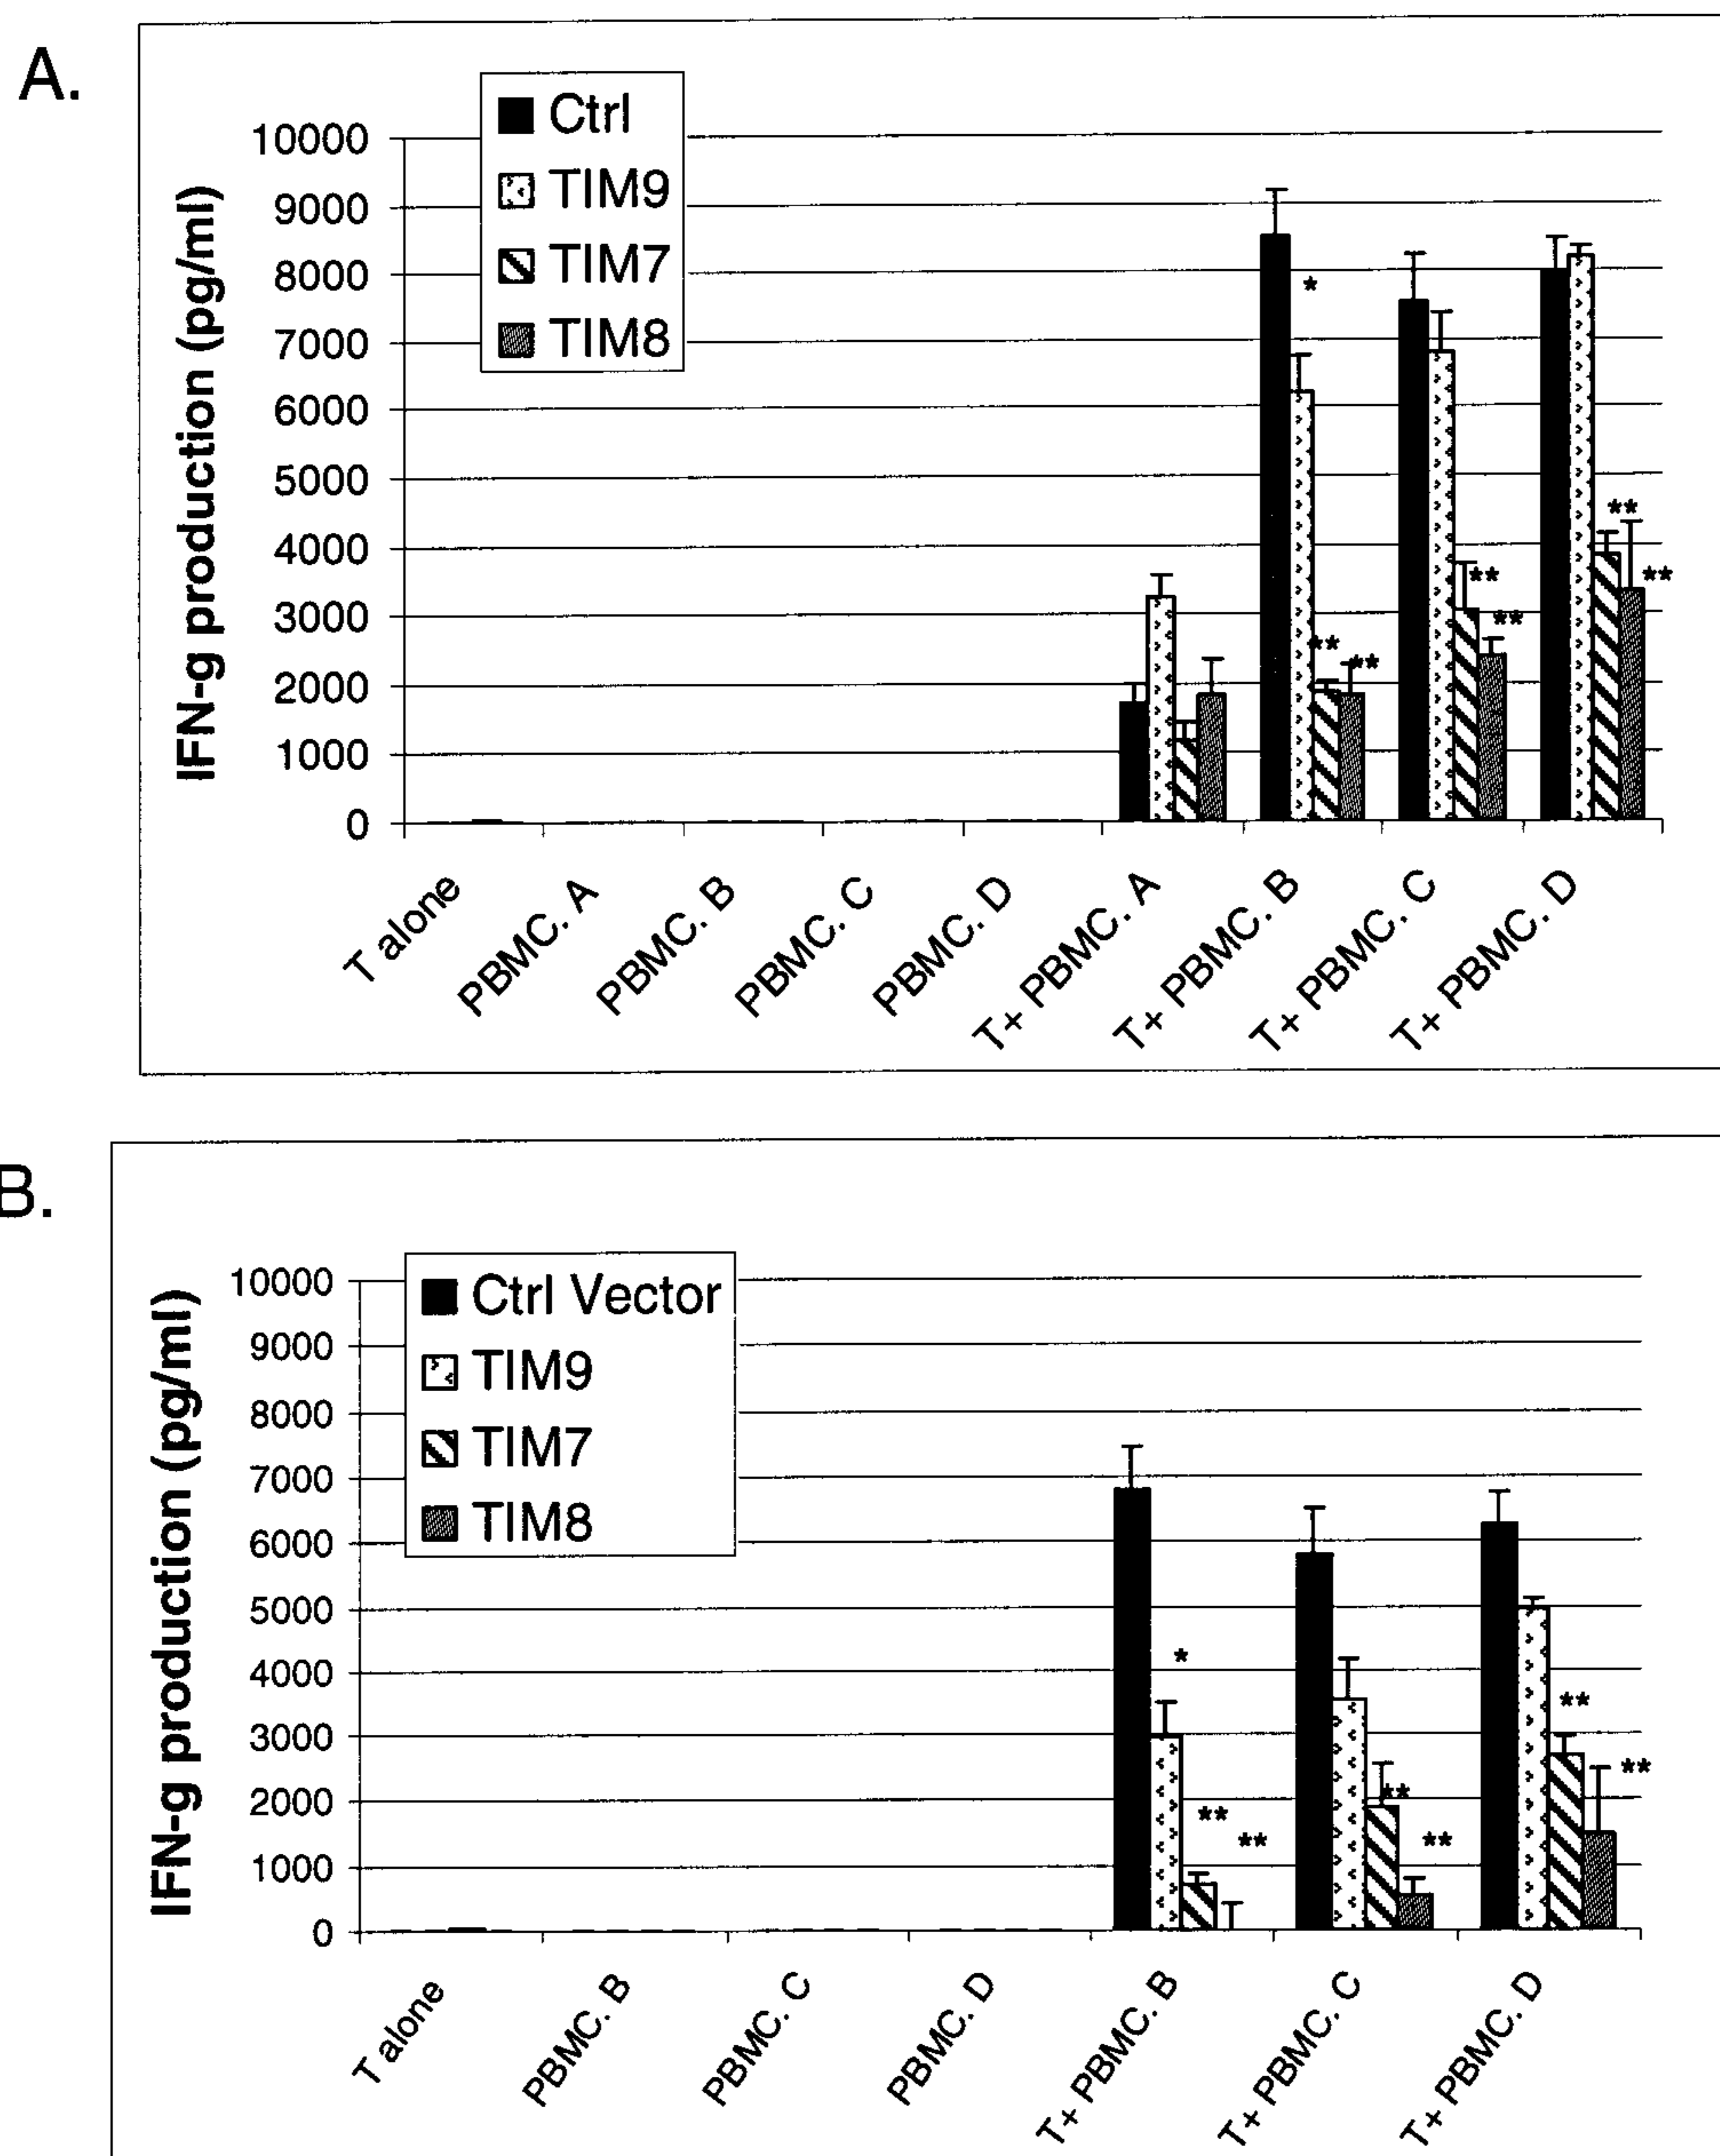 A.
Ctrl
TIM9
TIM7
TIM8
IFN-g production (pg/ml)
10000
9000
8000
7000
6000
5000
4000
3000
2000
1000
0
*
**
**
**
**
**
**
T alone
PBMC. A
PBMC. B
PBMC. C
PBMC. D
T+ PBMC. A
T+ PBMC. B
T+ PBMC. C
T+ PBMC. D
B.
Ctrl Vector
TIM9
TIM7
TIM8
IFN-g production (pg/ml)
10000
9000
8000
7000
6000
5000
4000
3000
2000
1000
0
*
**
**
**
**
**
**
T alone
PBMC. B
PBMC. C
PBMC. D
T+ PBMC. B
T+ PBMC. C
T+ PBMC. D